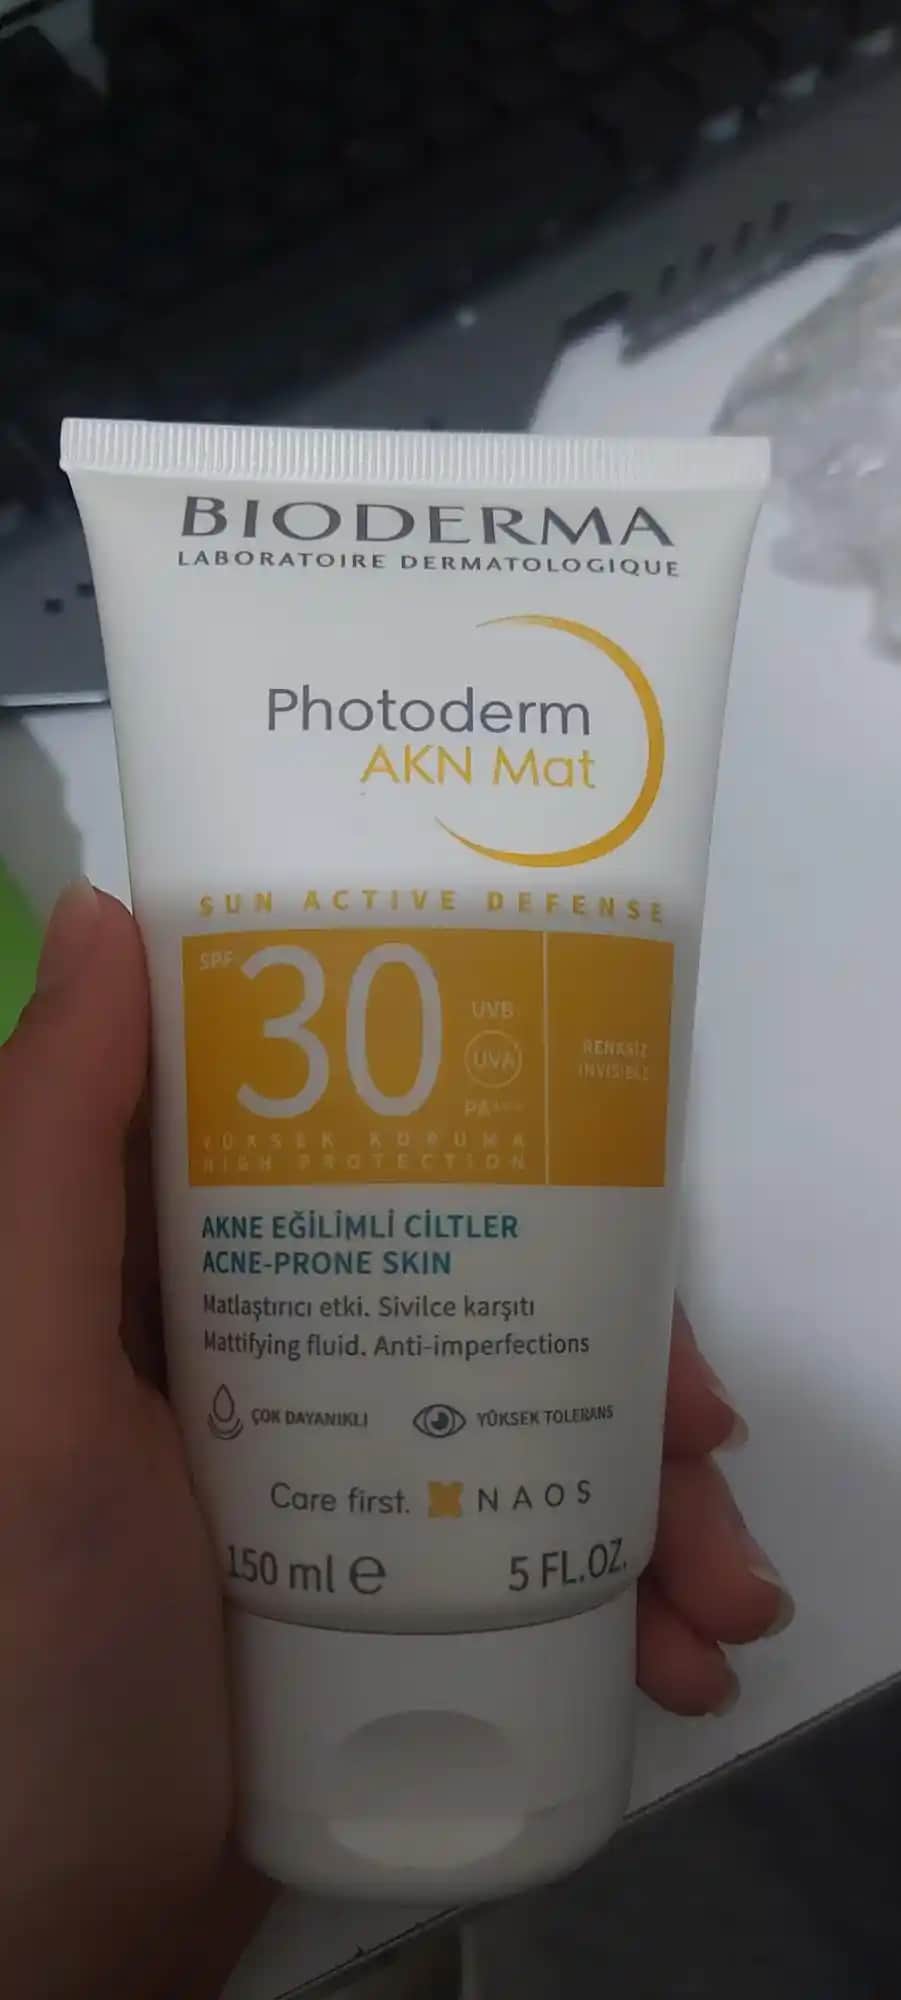 BIODERMA
LABORATOIRE DERMATOLOGIQUE
Photoderm
AKN Mat
SUN ACTIVE DEFENSE
SPF 30
UVB
UVA
PA+++
RENKSİZ
INVISIBLE
YÜKSEK KORUMA
HIGH PROTECTION
AKNE EĞİLİMLİ CİLTLER
ACNE-PRONE SKIN
Matlaştırıcı etki. Sivilce karşıtı
Mattifying fluid. Anti-imperfections
ÇOK DAYANIKLI
YÜKSEK TOLERANS
Care first. NAOS
150 ml e 5 FL.OZ.